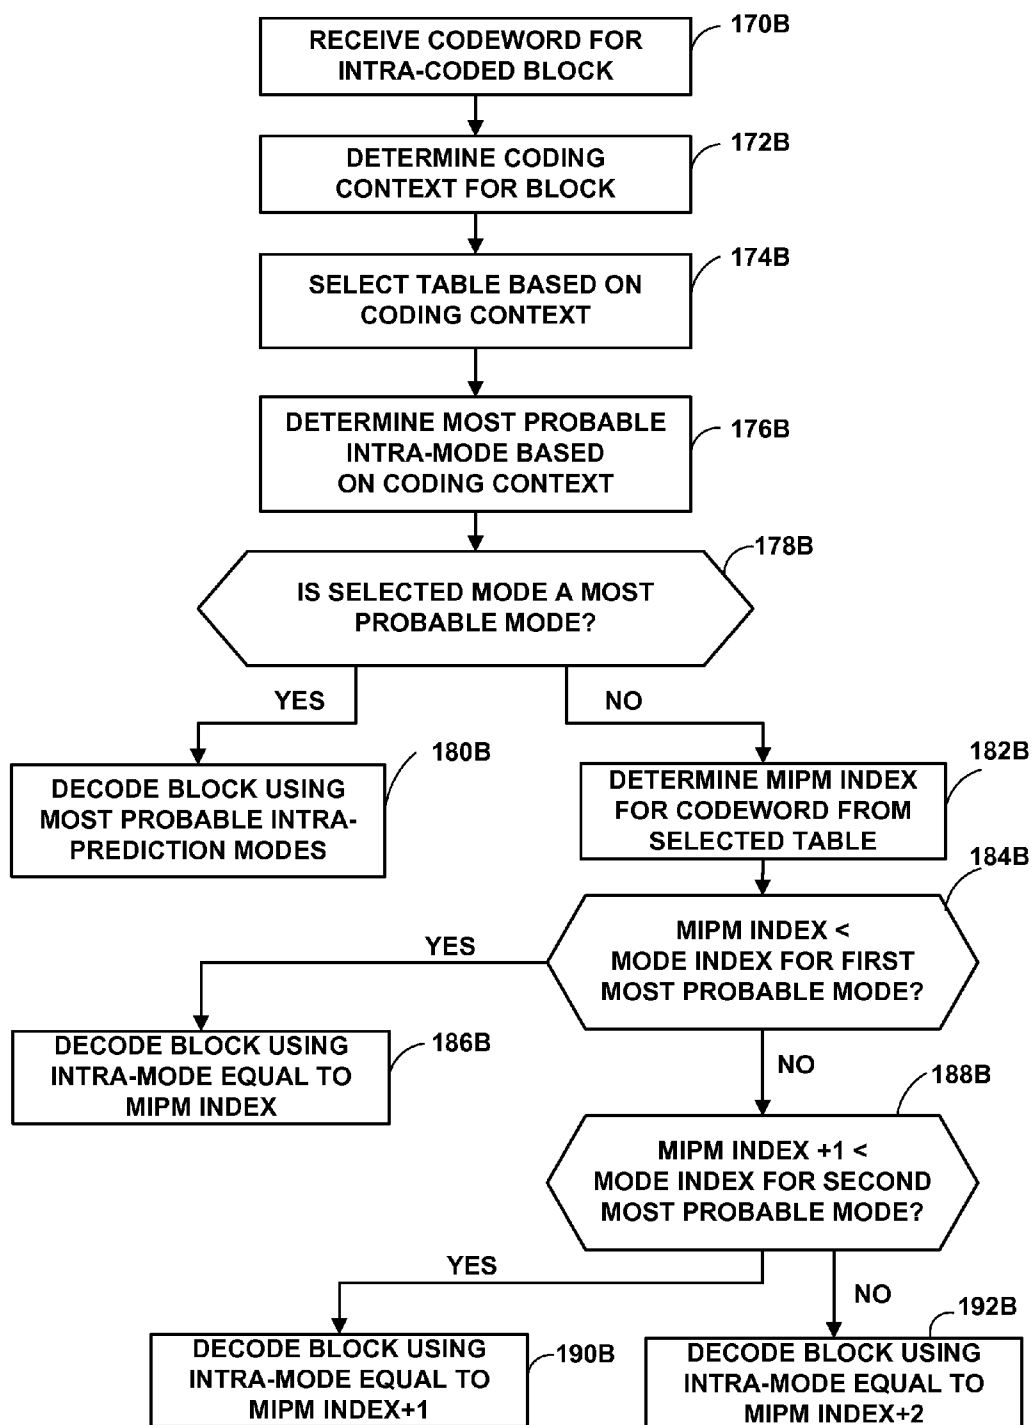 RECEIVE CODEWORD FOR
INTRA-CODED BLOCK
170B
DETERMINE CODING
CONTEXT FOR BLOCK
172B
SELECT TABLE BASED ON
CODING CONTEXT
174B
DETERMINE MOST PROBABLE
INTRA-MODE BASED
ON CODING CONTEXT
176B
IS SELECTED MODE A MOST
PROBABLE MODE?
178B
YES
NO
DECODE BLOCK USING
MOST PROBABLE INTRA-
PREDICTION MODES
180B
DETERMINE MIPM INDEX
FOR CODEWORD FROM
SELECTED TABLE
182B
MIPM INDEX <
MODE INDEX FOR FIRST
MOST PROBABLE MODE?
184B
YES
DECODE BLOCK USING
INTRA-MODE EQUAL TO
MIPM INDEX
186B
NO
MIPM INDEX +1 <
MODE INDEX FOR SECOND
MOST PROBABLE MODE?
188B
YES
NO
DECODE BLOCK USING
INTRA-MODE EQUAL TO
MIPM INDEX+1
190B
DECODE BLOCK USING
INTRA-MODE EQUAL TO
MIPM INDEX+2
192B